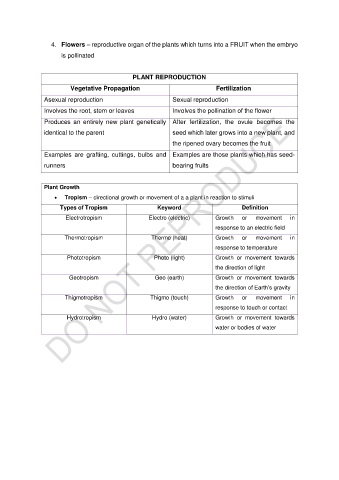 4. Flowers – reproductive organ of the plants which turns into a FRUIT when the embryo
is pollinated
PLANT REPRODUCTION
Vegetative Propagation Fertilization
Asexual reproduction Sexual reproduction
Involves the root, stem or leaves Involves the pollination of the flower
Produces an entirely new plant genetically After fertilization, the ovule becomes the
identical to the parent seed which later grows into a new plant, and
the ripened ovary becomes the fruit
Examples are grafting, cuttings, bulbs and Examples are those plants which has seed-
runners bearing fruits
Plant Growth
• Tropism – directional growth or movement of a a plant in reaction to stimuli
Types of Tropism Keyword Definition
Electrotropism Electro (electric) Growth or movement in
response to an electric field
Thermotropism Thermo (heat) Growth or movement in
response to temperature
Phototropism Photo (light) Growth or movement towards
the direction of light
Geotropism Geo (earth) Growth or movement towards
the direction of Earth's gravity
Thigmotropism Thigmo (touch) Growth or movement in
response to touch or contact
Hydrotropism Hydro (water) Growth or movement towards
water or bodies of water
DO NOT REPRODUCE